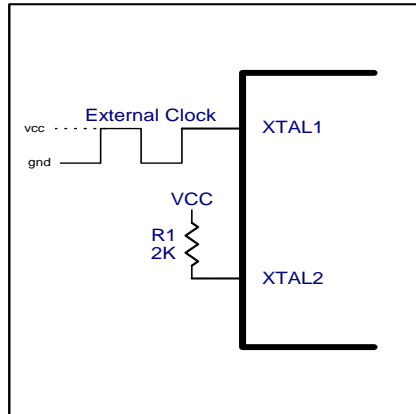 External Clock
vcc
XTAL1
gnd
VCC
R1
2K
XTAL2